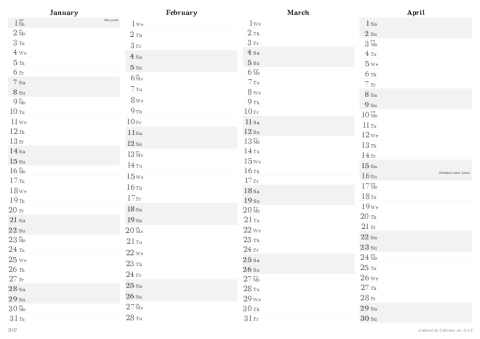 January
1 Su
2 Mo
3 Tu
4 We
5 Th
6 Fr
7 Sa
8 Su
9 Mo
10 Tu
11 We
12 Th
13 Fr
14 Sa
15 Su
16 Mo
17 Tu
18 We
19 Th
20 Fr
21 Sa
22 Su
23 Mo
24 Tu
25 We
26 Th
27 Fr
28 Sa
29 Su
30 Mo
31 Tu
February
1 We
2 Th
3 Fr
4 Sa
5 Su
6 Mo
7 Tu
8 We
9 Th
10 Fr
11 Sa
12 Su
13 Mo
14 Tu
15 We
16 Th
17 Fr
18 Sa
19 Su
20 Mo
21 Tu
22 We
23 Th
24 Fr
25 Sa
26 Su
27 Mo
28 Tu
March
1 We
2 Th
3 Fr
4 Sa
5 Su
6 Mo
7 Tu
8 We
9 Th
10 Fr
11 Sa
12 Su
13 Mo
14 Tu
15 We
16 Th
17 Fr
18 Sa
19 Su
20 Mo
21 Tu
22 We
23 Th
24 Fr
25 Sa
26 Su
27 Mo
28 Tu
29 We
30 Th
31 Fr
April
1 Sa
2 Su
3 Mo
4 Tu
5 We
6 Th
7 Fr
8 Sa
9 Su
10 Mo
11 Tu
12 We
13 Th
14 Fr
15 Sa
16 Su
17 Mo
18 Tu
19 We
20 Th
21 Fr
22 Sa
23 Su
24 Mo
25 Tu
26 We
27 Th
28 Fr
29 Sa
30 Su
2017